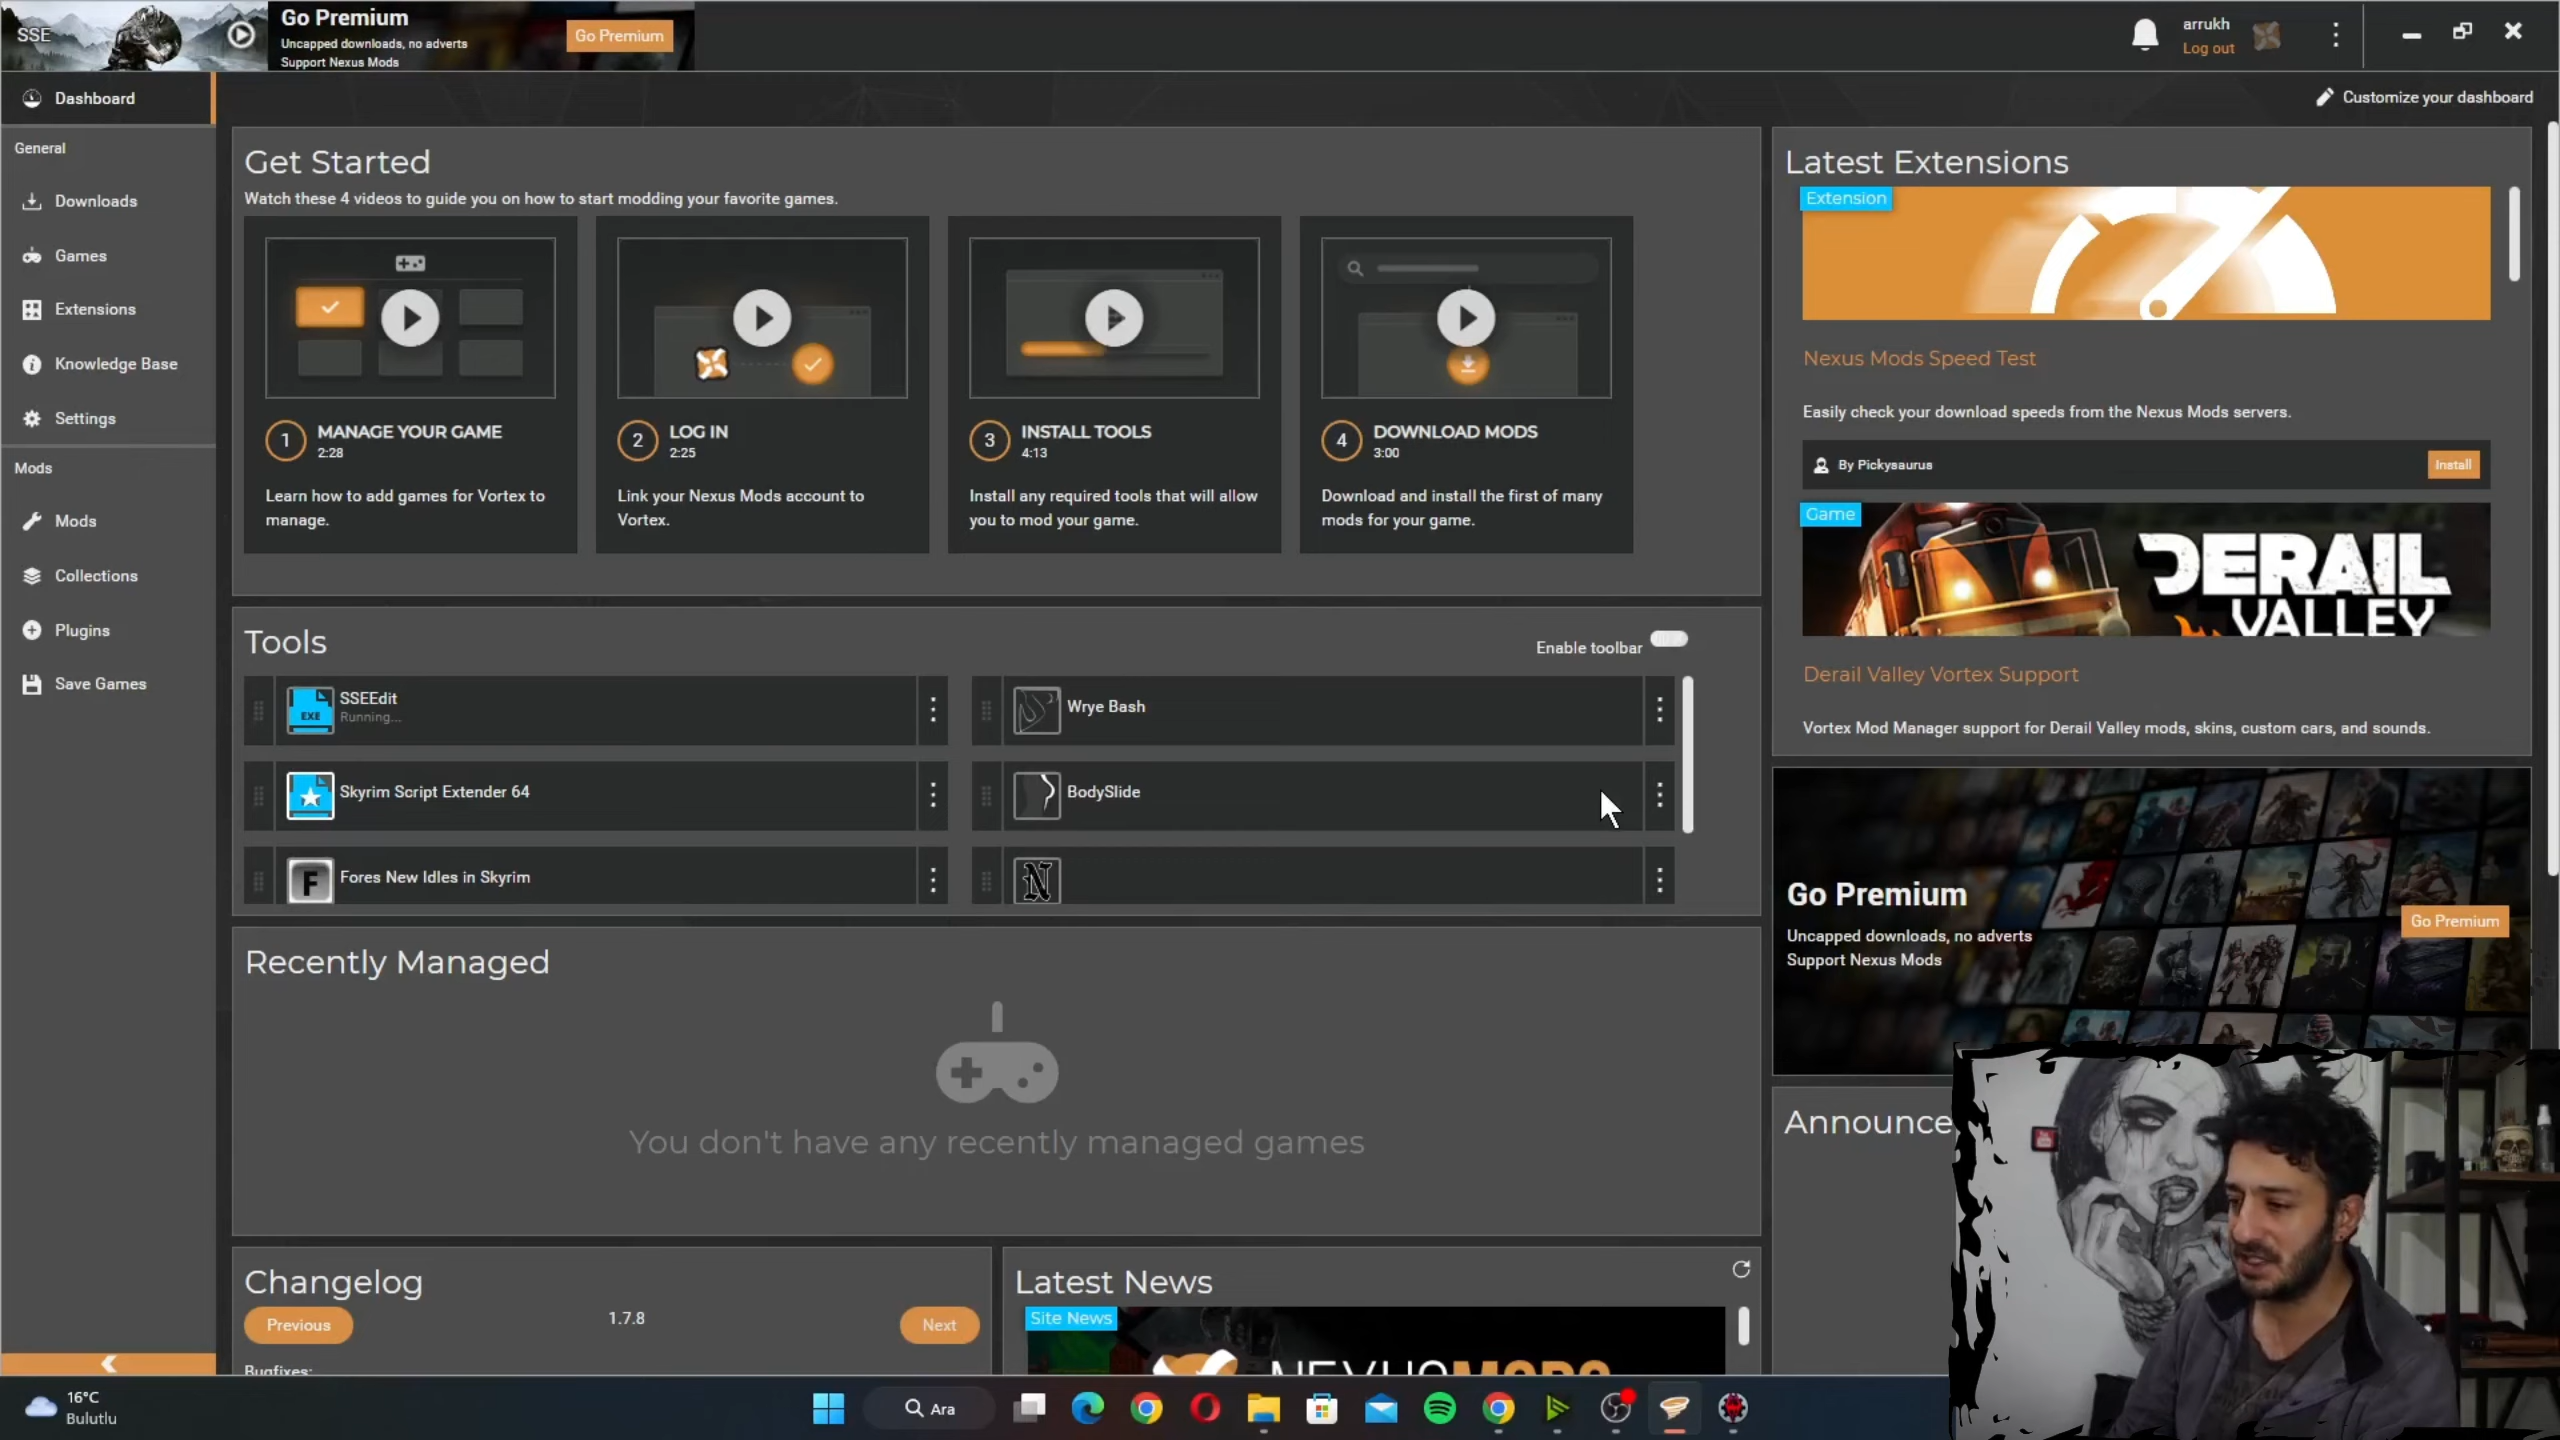 SSE
Go Premium
Uncapped downloads, no adverts
Support Nexus Mods
Go Premium
arrukh
Log out
Dashboard
Customize your dashboard
General
Downloads
Games
Extensions
Knowledge Base
Settings
Mods
Mods
Collections
Plugins
Save Games
Get Started
Watch these 4 videos to guide you on how to start modding your favorite games.
1
MANAGE YOUR GAME
2:28
Learn how to add games for Vortex to
manage.
2
LOG IN
2:25
Link your Nexus Mods account to
Vortex.
3
INSTALL TOOLS
4:13
Install any required tools that will allow
you to mod your game.
4
DOWNLOAD MODS
3:00
Download and install the first of many
mods for your game.
Tools
Enable toolbar
EXE
SSEEdit
Running...
Wrye Bash
Skyrim Script Extender 64
BodySlide
F
Fores New Idles in Skyrim
N
Recently Managed
You don't have any recently managed games
Changelog
Previous
1.7.8
Next
Bugfixes:
Latest News
Site News
NEXUSMODS
Latest Extensions
Extension
Nexus Mods Speed Test
Easily check your download speeds from the Nexus Mods servers.
By Pickysaurus
Install
Game
DERAIL
VALLEY
Derail Valley Vortex Support
Vortex Mod Manager support for Derail Valley mods, skins, custom cars, and sounds.
Go Premium
Uncapped downloads, no adverts
Support Nexus Mods
Go Premium
Announce
16°C
Bulutlu
Ara